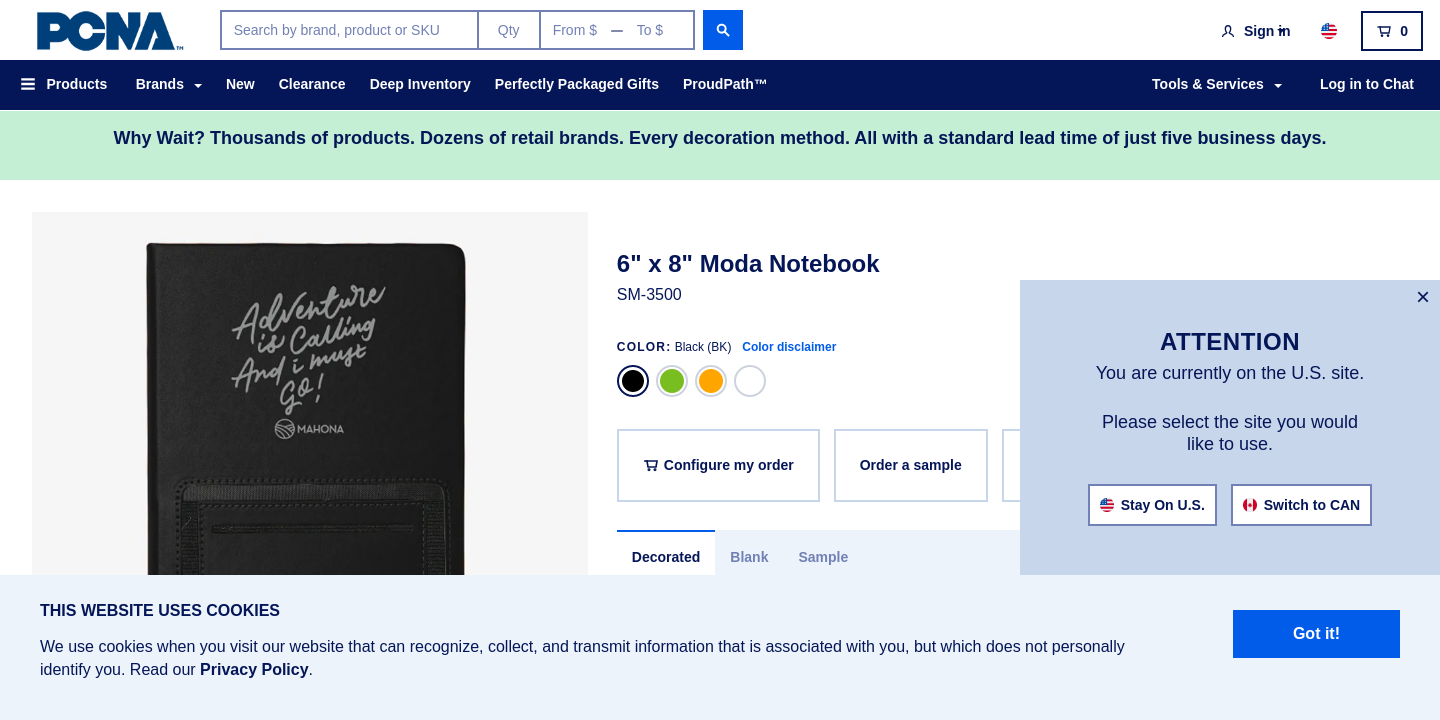 PCNA™
Search by brand, product or SKU
Qty
From $ — To $
Sign in
0
Products
Brands
New
Clearance
Deep Inventory
Perfectly Packaged Gifts
ProudPath™
Tools & Services
Log in to Chat
Why Wait? Thousands of products. Dozens of retail brands. Every decoration method. All with a standard lead time of just five business days.
Adventure
is Calling
And i must
GO!
MAHONA
6" x 8" Moda Notebook
SM-3500
COLOR: Black (BK) Color disclaimer
Configure my order
Order a sample
Decorated
Blank
Sample
×
ATTENTION
You are currently on the U.S. site.
Please select the site you would
like to use.
Stay On U.S.
Switch to CAN
THIS WEBSITE USES COOKIES
We use cookies when you visit our website that can recognize, collect, and transmit information that is associated with you, but which does not personally
identify you. Read our Privacy Policy.
Got it!